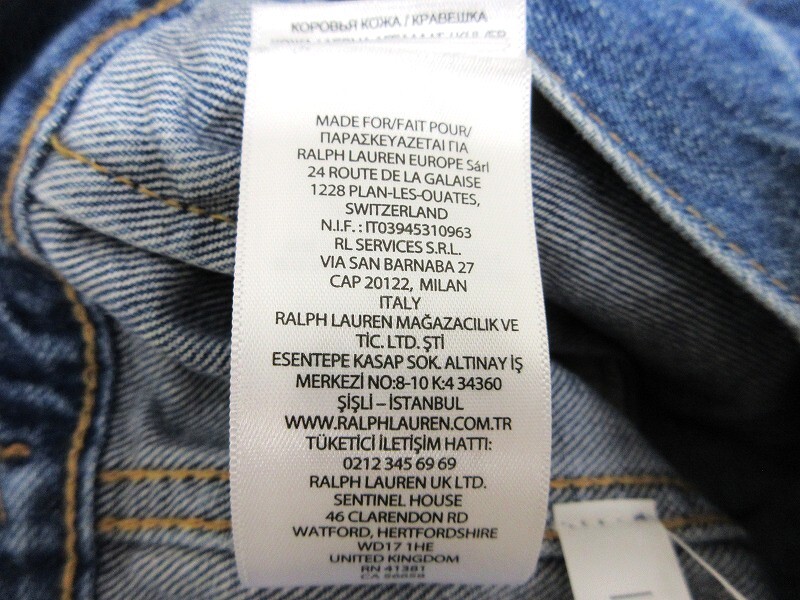 КОРОВЬЯ КОЖА / КРАВЕШКА
MADE FOR/FAIT POUR/
ΠΑΡΑΣΚΕΥΑΖΕΤΑΙ ΓΙΑ
RALPH LAUREN EUROPE Sárl
24 ROUTE DE LA GALAISE
1228 PLAN-LES-OUATES,
SWITZERLAND
N.I.F. : IT03945310963
RL SERVICES S.R.L.
VIA SAN BARNABA 27
CAP 20122, MILAN
ITALY
RALPH LAUREN MAĞAZACILIK VE
TİC. LTD. ŞTİ
ESENTEPE KASAP SOK. ALTINAY İŞ
MERKEZİ NO:8-10 K:4 34360
ŞİŞLİ – İSTANBUL
WWW.RALPHLAUREN.COM.TR
TÜKETİCİ İLETİŞİM HATTI:
0212 345 69 69
RALPH LAUREN UK LTD.
SENTINEL HOUSE
46 CLARENDON RD
WATFORD, HERTFORDSHIRE
WD17 1HE
UNITED KINGDOM
RN 41381
CA